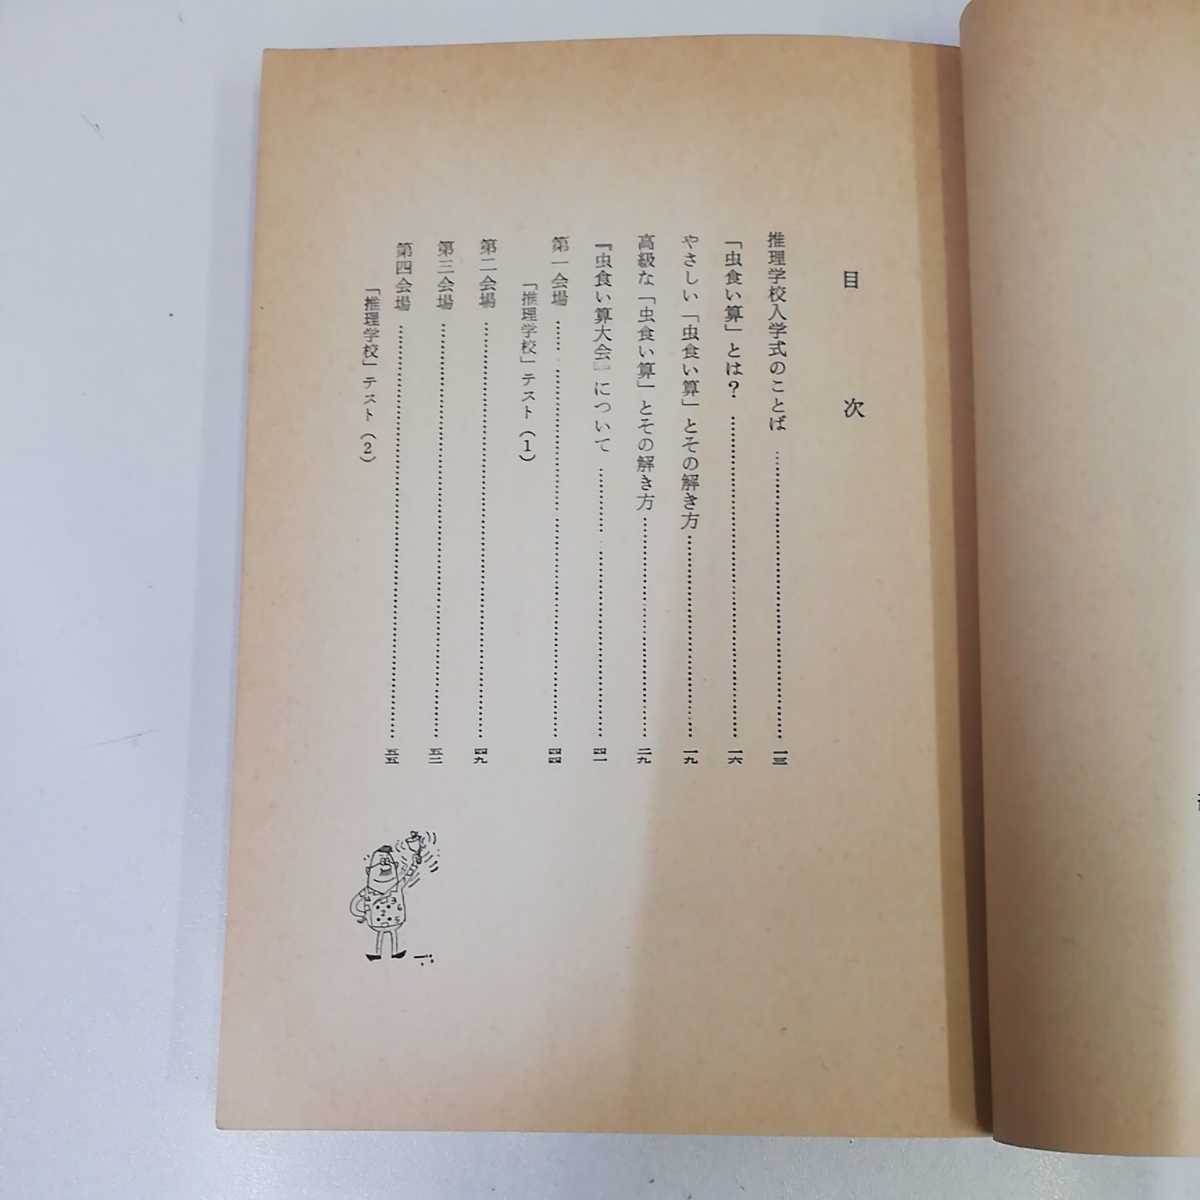 目次
推理学校入学式のことば……一三
「虫食い算」とは?……一六
やさしい「虫食い算」とその解き方……一九
高級な「虫食い算」とその解き方……二九
『虫食い算大会』について……四一
第一会場……四四
「推理学校」テスト(1)
第二会場……四九
第三会場……五二
第四会場……五五
「推理学校」テスト(2)